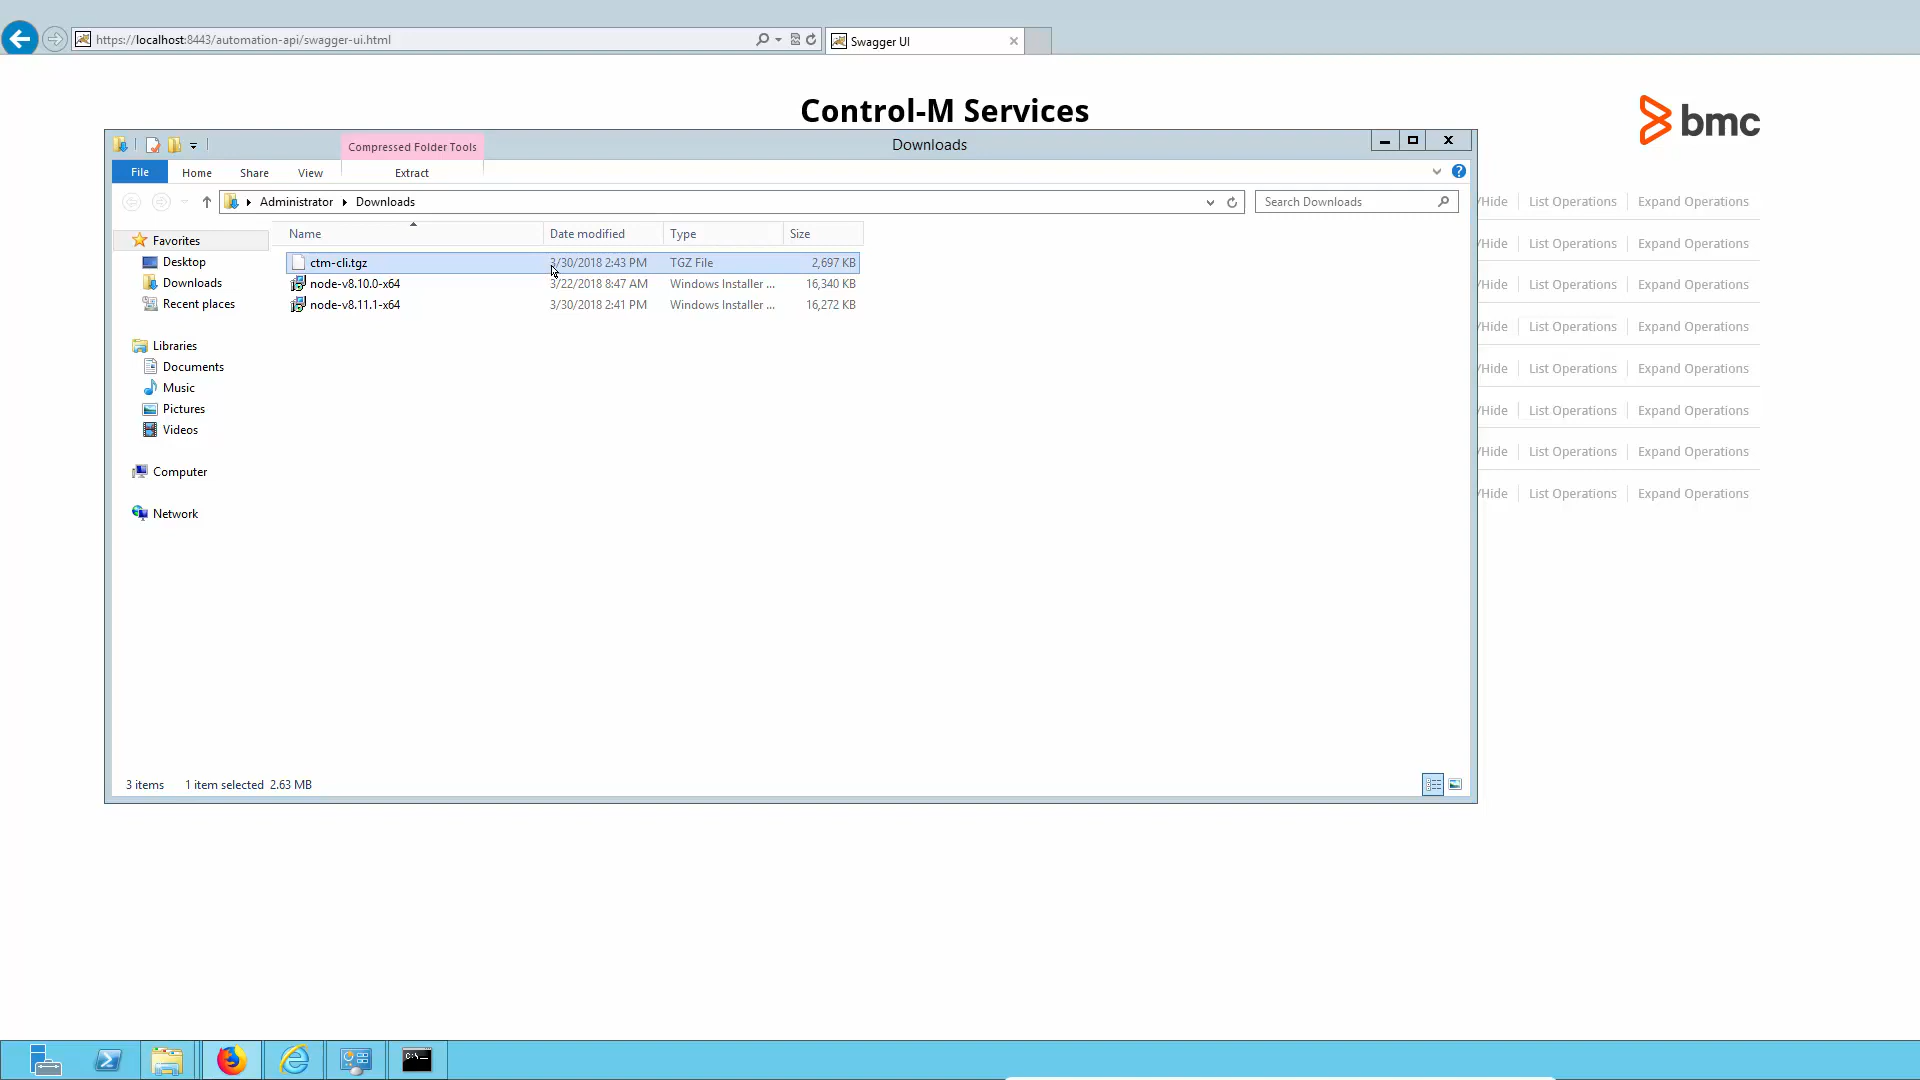 https://localhost:8443/automation-api/swagger-ui.html
Swagger UI
Control-M Services
bmc
Compressed Folder Tools
Downloads
File
Home
Share
View
Extract
Administrator
Downloads
Search Downloads
Name
Date modified
Type
Size
Favorites
Desktop
Downloads
Recent places
Libraries
Documents
Music
Pictures
Videos
Computer
Network
ctm-cli.tgz 3/30/2018 2:43 PM TGZ File 2,697 KB
node-v8.10.0-x64 3/22/2018 8:47 AM Windows Installer ... 16,340 KB
node-v8.11.1-x64 3/30/2018 2:41 PM Windows Installer ... 16,272 KB
/Hide List Operations Expand Operations
/Hide List Operations Expand Operations
/Hide List Operations Expand Operations
/Hide List Operations Expand Operations
/Hide List Operations Expand Operations
/Hide List Operations Expand Operations
/Hide List Operations Expand Operations
/Hide List Operations Expand Operations
3 items 1 item selected 2.63 MB